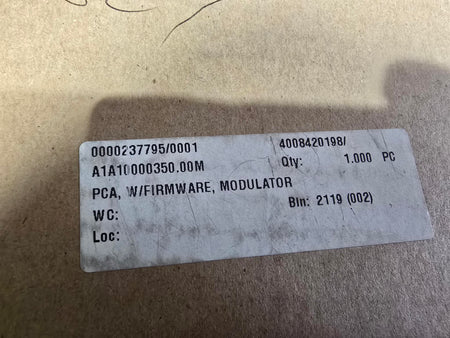 0000237795/0001 4008420198/
A1A10000350.00M Qty: 1.000 PC
PCA, W/FIRMWARE, MODULATOR
WC: Bin: 2119 (002)
Loc: